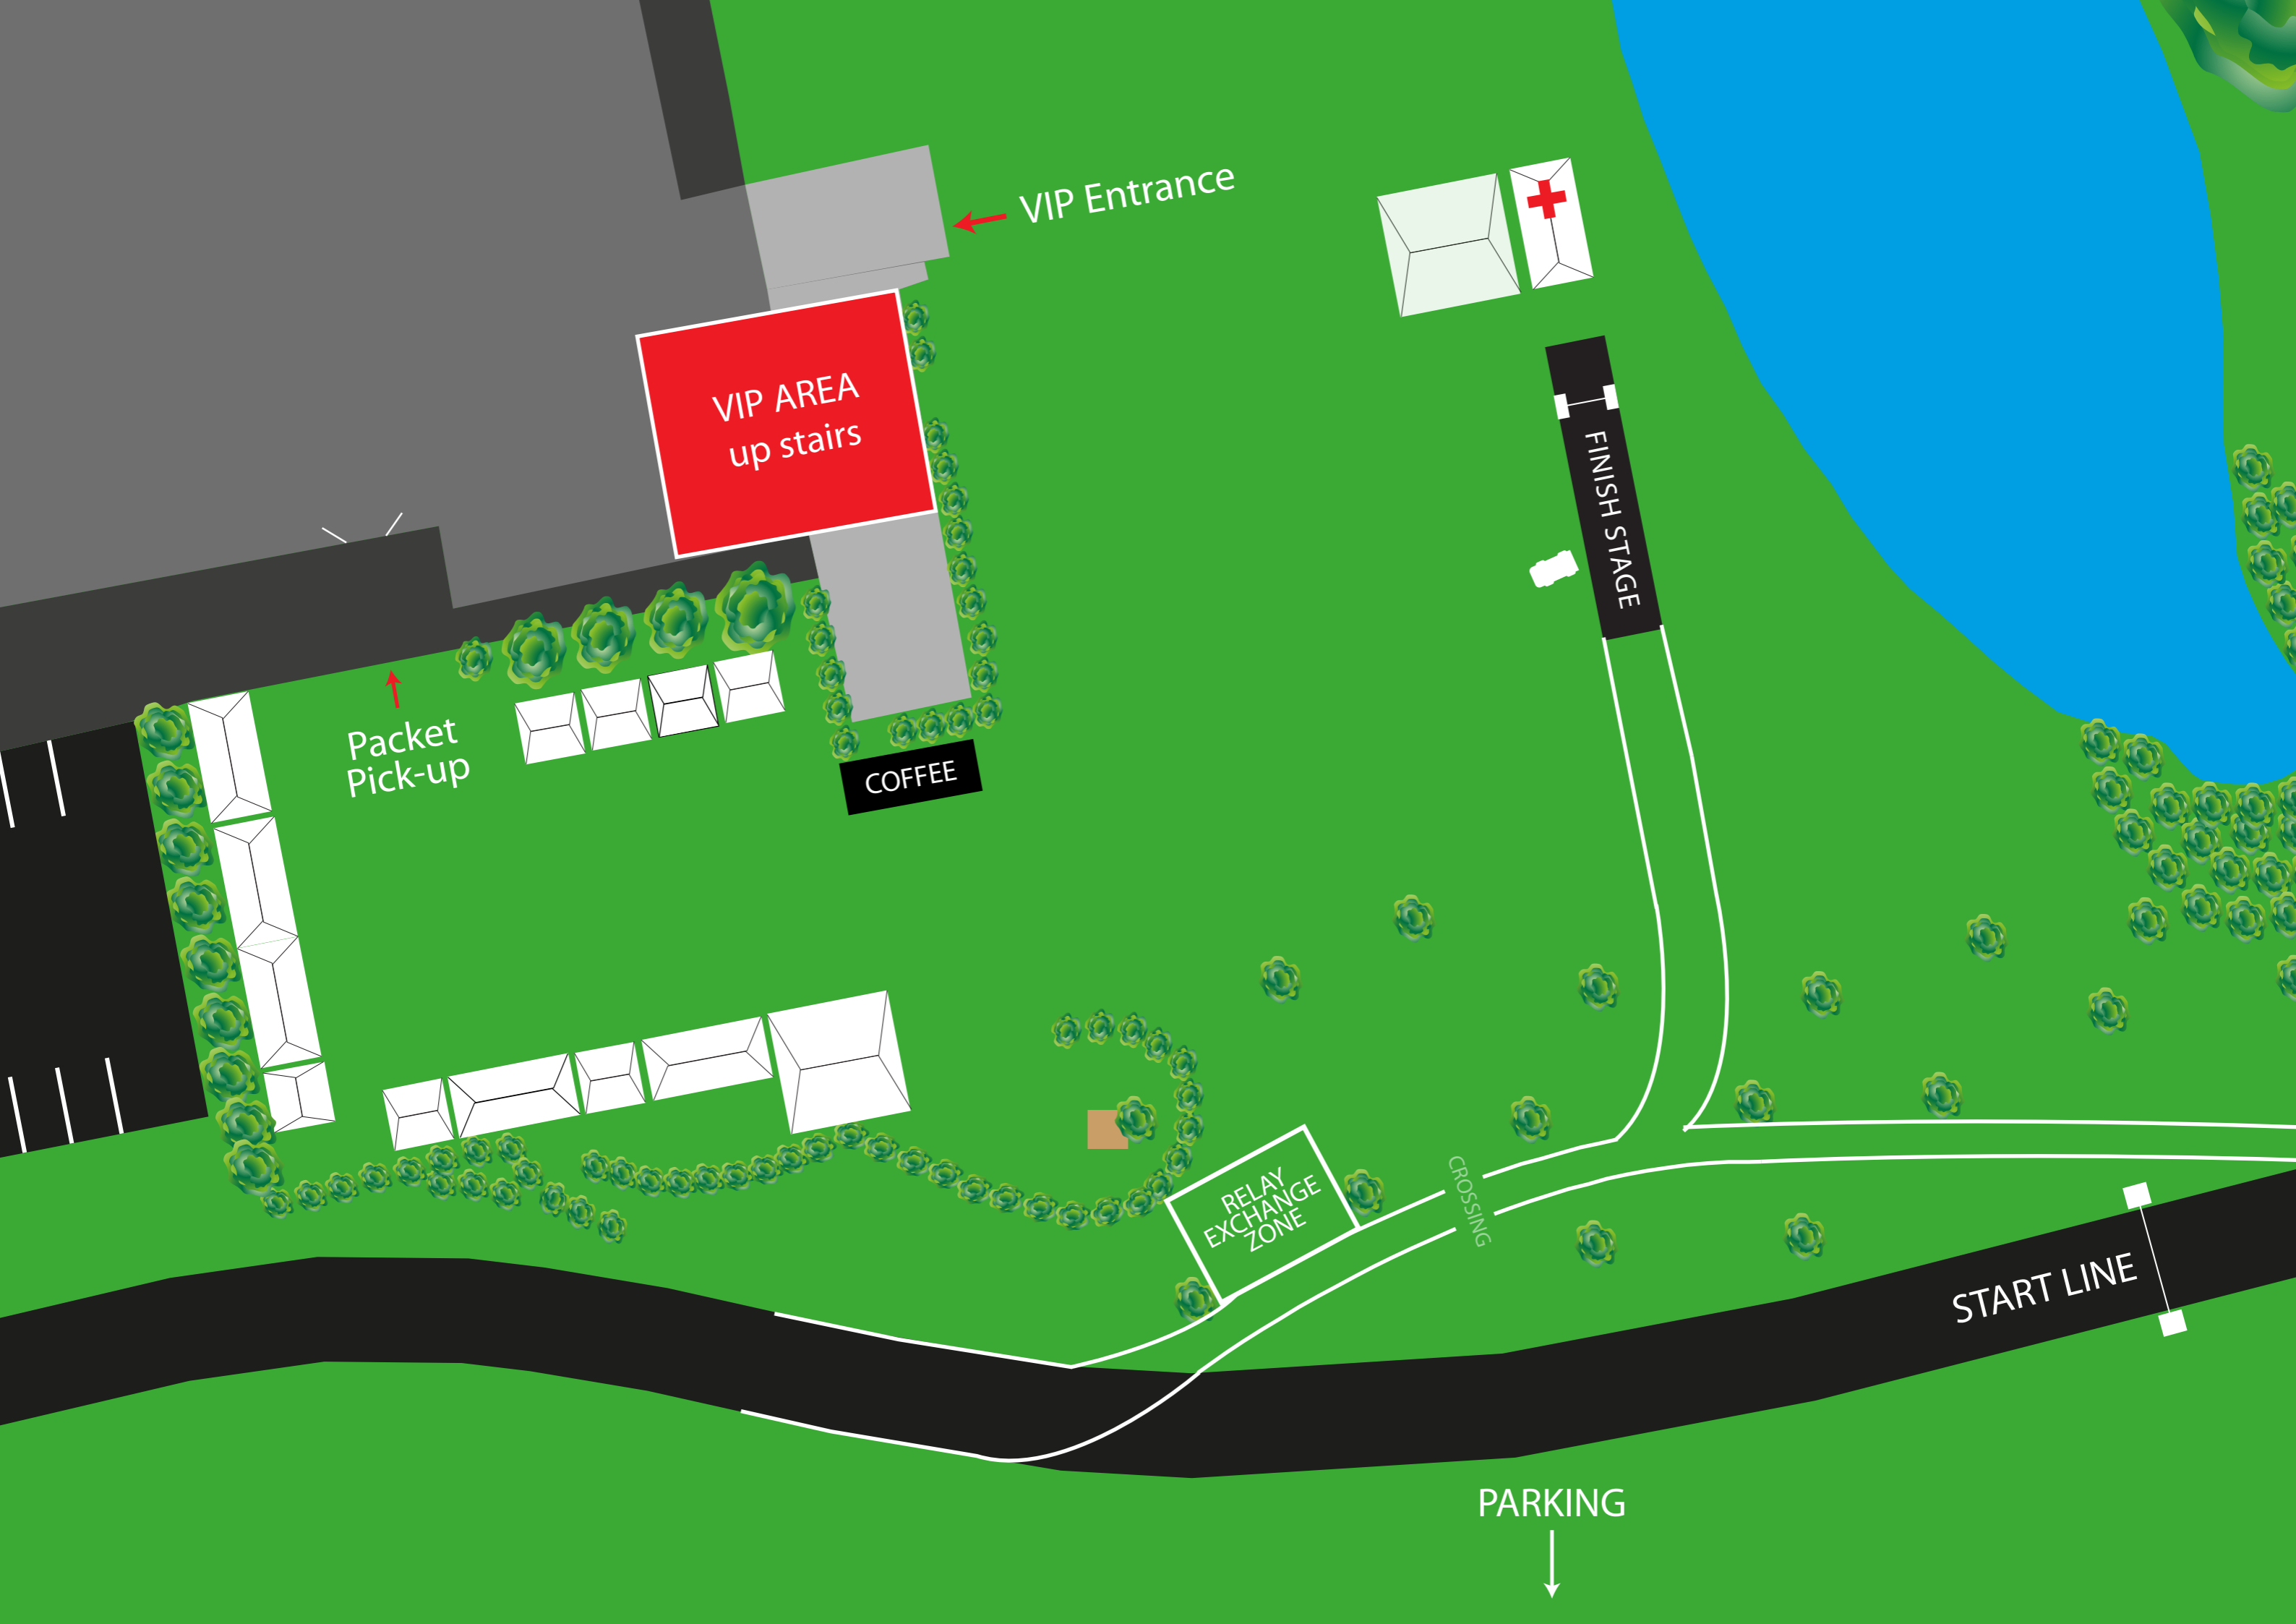 VIP Entrance
VIP AREA
up stairs
FINISH STAGE
Packet
Pick-up
COFFEE
RELAY
EXCHANGE
ZONE
CROSSING
START LINE
PARKING